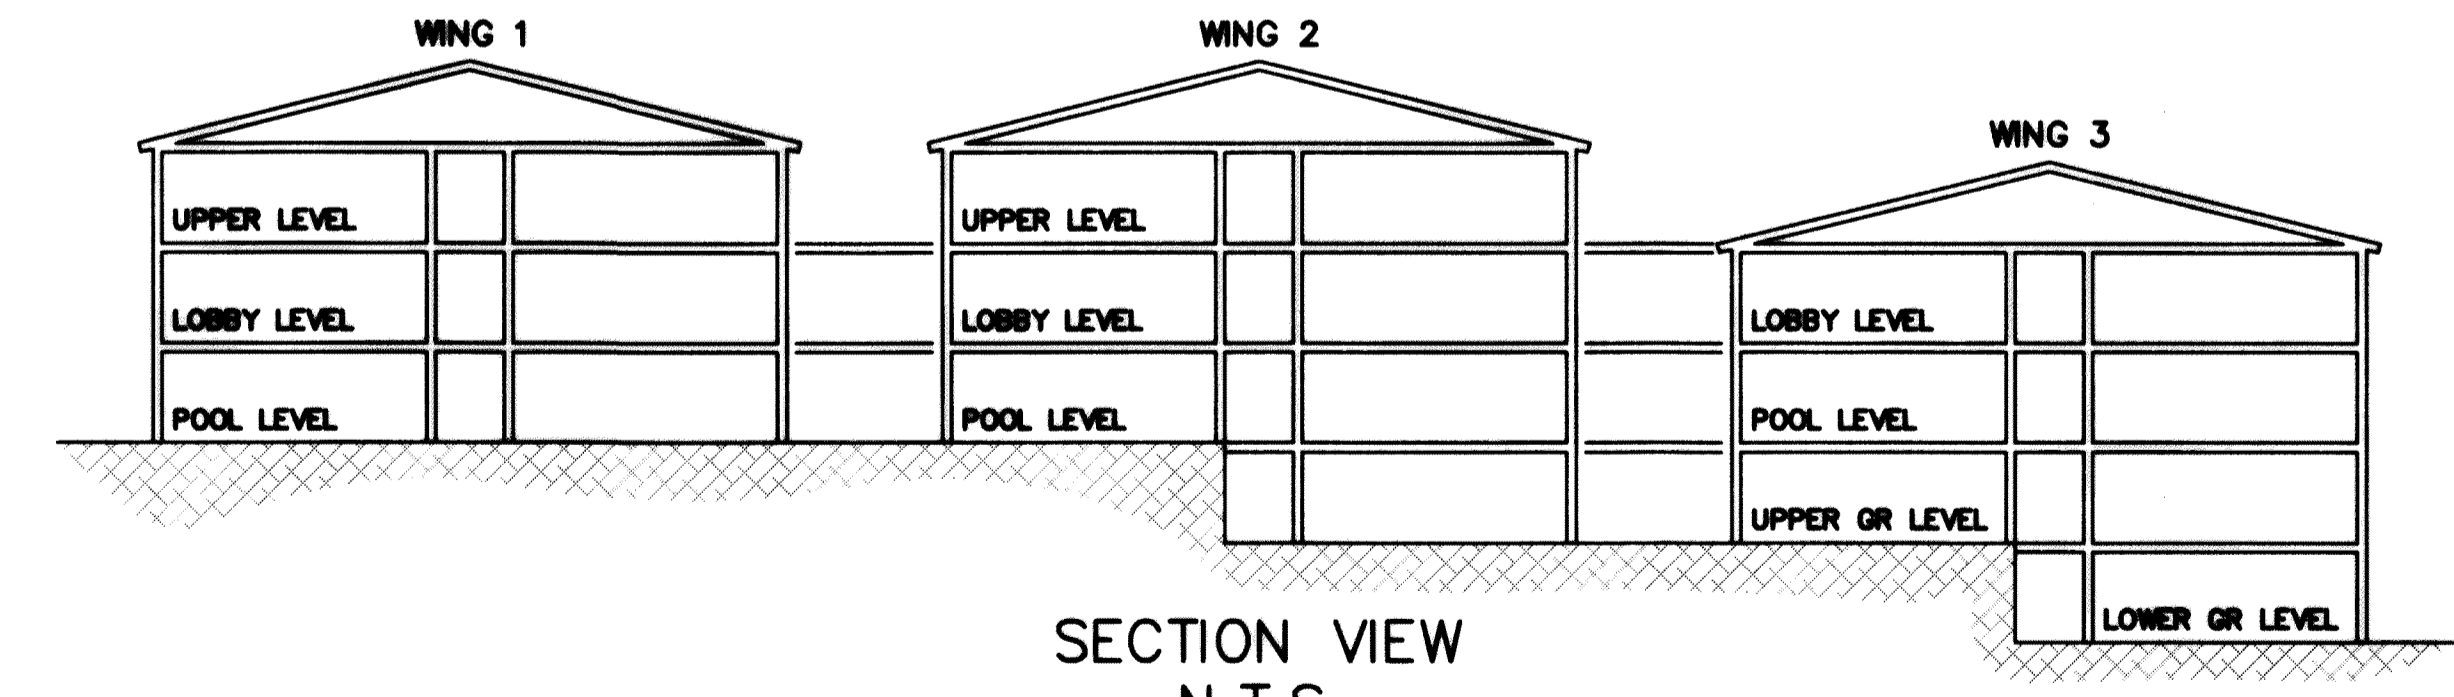 WING 1
WING 2
WING 3
UPPER LEVEL
UPPER LEVEL
LOBBY LEVEL
LOBBY LEVEL
LOBBY LEVEL
POOL LEVEL
POOL LEVEL
POOL LEVEL
UPPER GR LEVEL
LOWER GR LEVEL
SECTION VIEW
N.T.S.